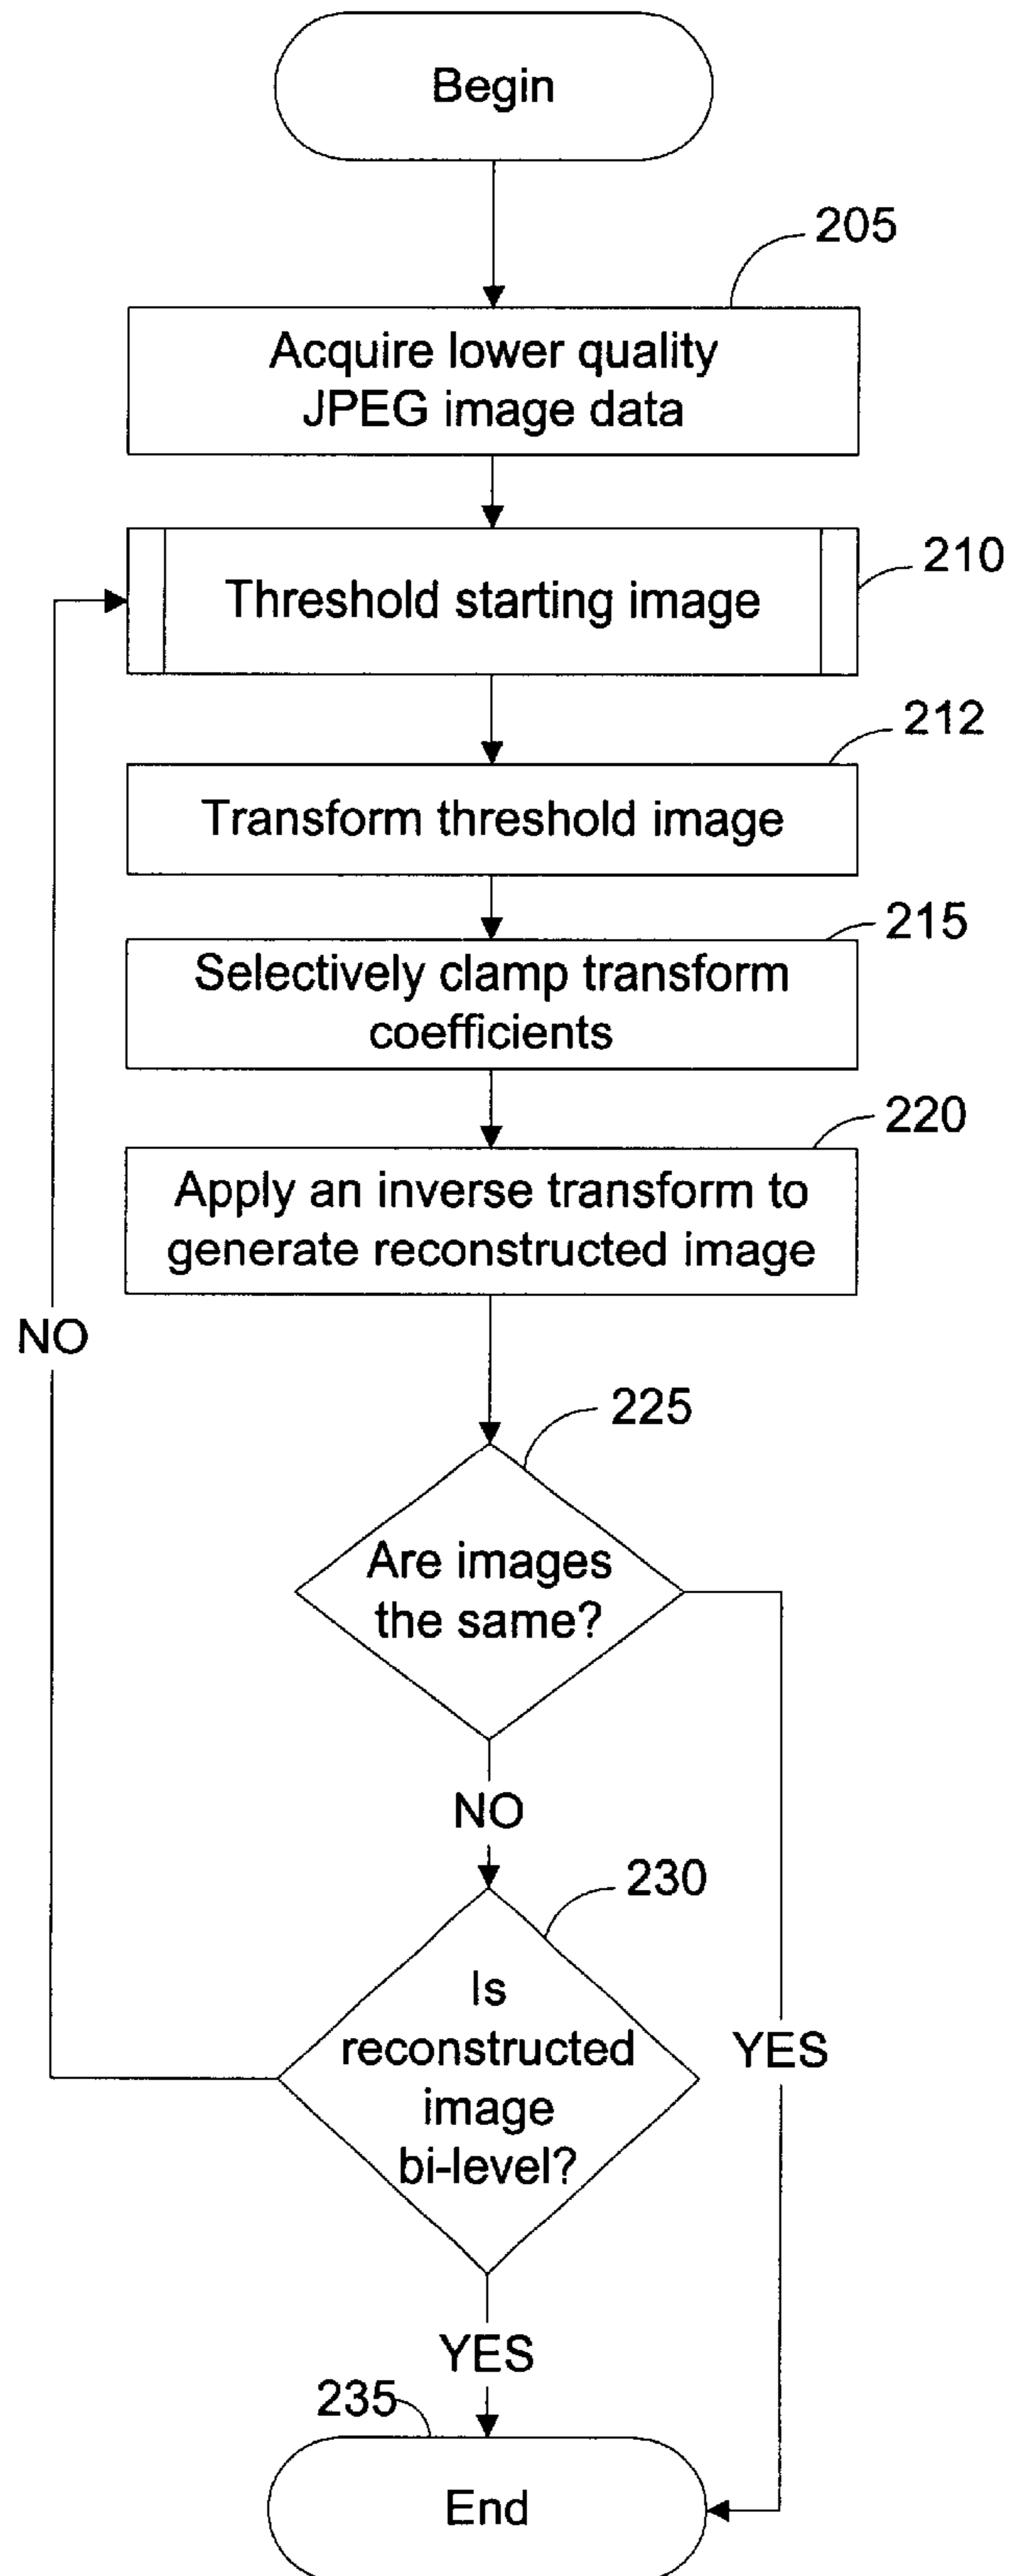 Begin
205
Acquire lower quality
JPEG image data
210
Threshold starting image
212
Transform threshold image
215
Selectively clamp transform
coefficients
220
Apply an inverse transform to
generate reconstructed image
NO
225
Are images
the same?
NO
230
Is
reconstructed
image
bi-level?
YES
YES
235
End